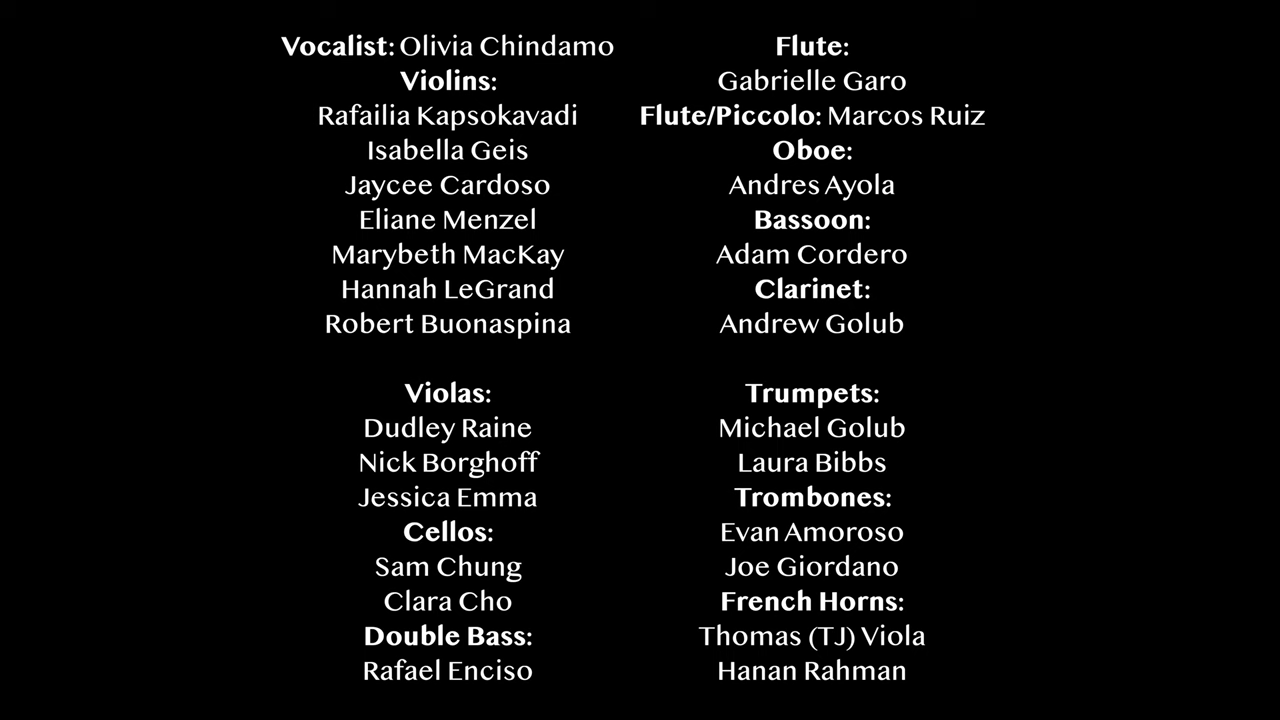 Vocalist: Olivia Chindamo
Violins:
Rafailia Kapsokavadi
Isabella Geis
Jaycee Cardoso
Eliane Menzel
Marybeth MacKay
Hannah LeGrand
Robert Buonaspina
Violas:
Dudley Raine
Nick Borghoff
Jessica Emma
Cellos:
Sam Chung
Clara Cho
Double Bass:
Rafael Enciso
Flute:
Gabrielle Garo
Flute/Piccolo: Marcos Ruiz
Oboe:
Andres Ayola
Bassoon:
Adam Cordero
Clarinet:
Andrew Golub
Trumpets:
Michael Golub
Laura Bibbs
Trombones:
Evan Amoroso
Joe Giordano
French Horns:
Thomas (TJ) Viola
Hanan Rahman